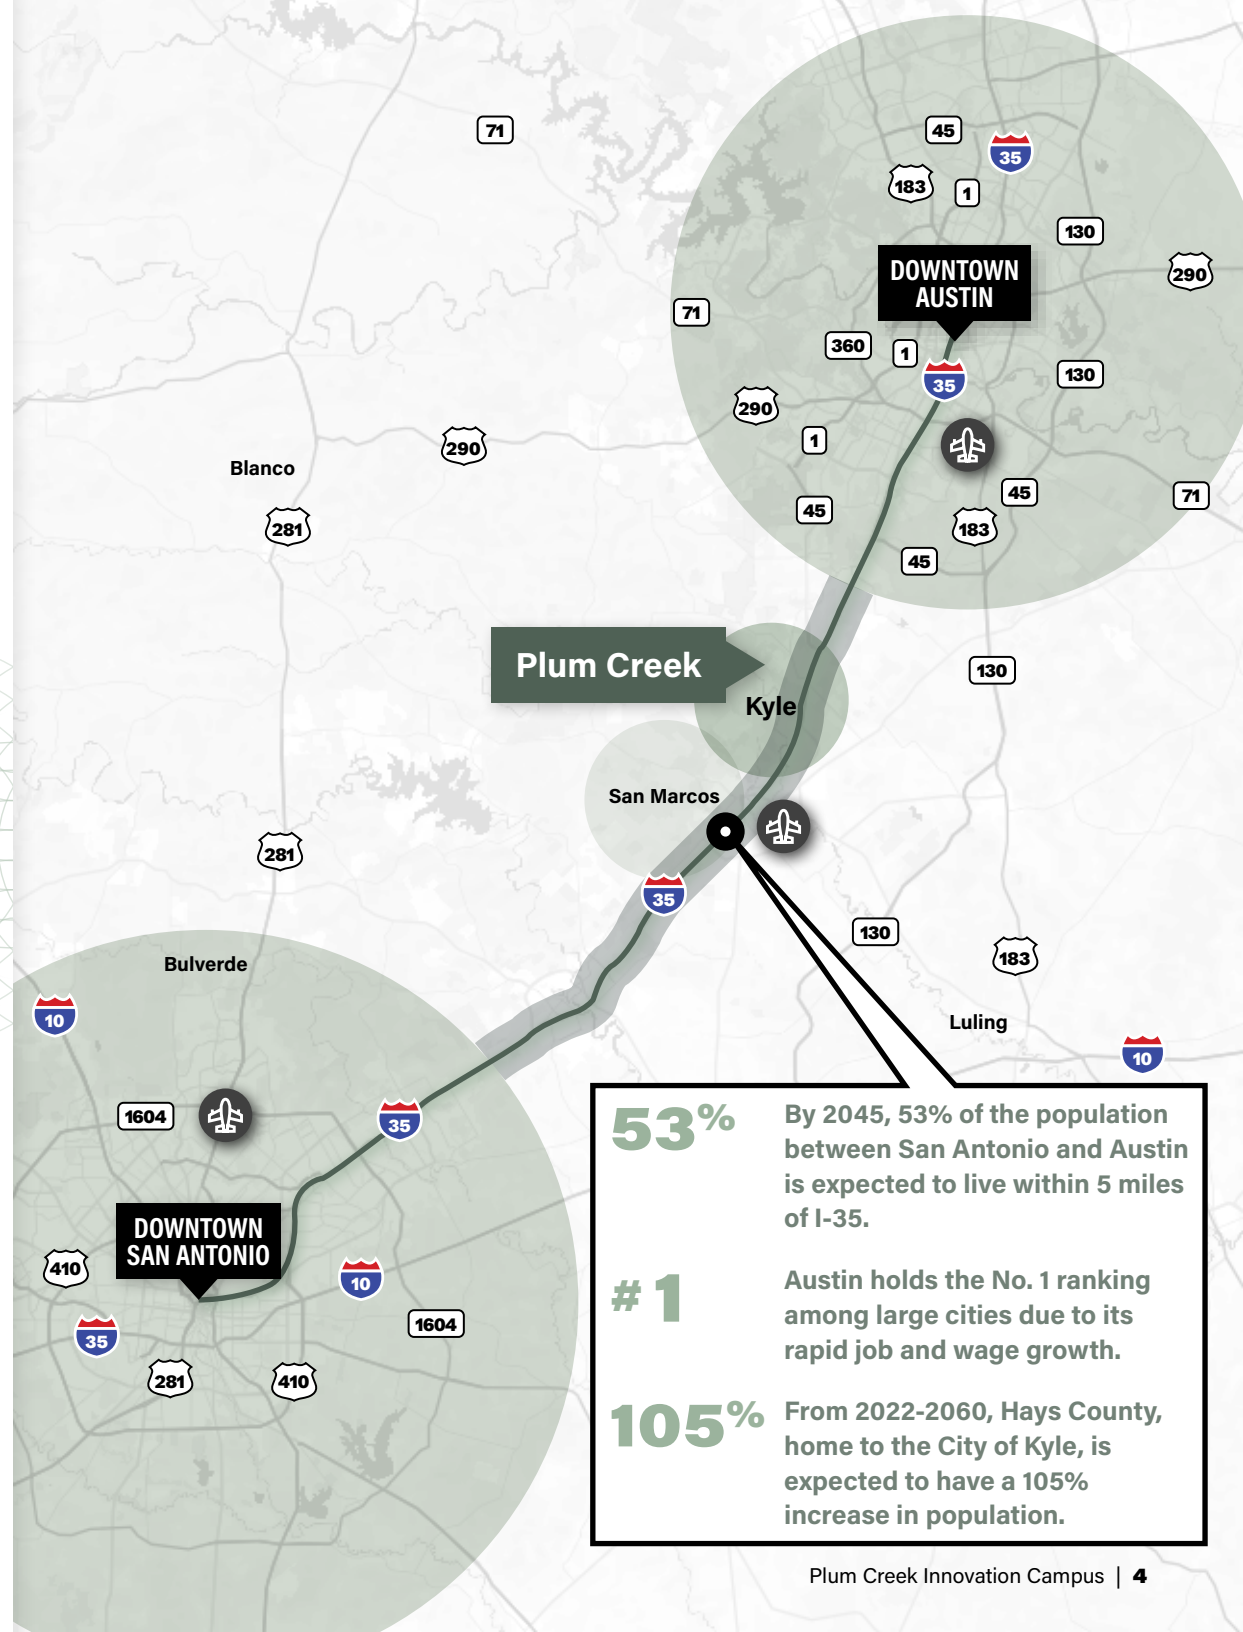 45
71
35
183
1
130
290
DOWNTOWN
AUSTIN
71
360
1
130
35
290
1
290
Blanco
45
71
45
281
183
45
Plum Creek
130
Kyle
San Marcos
281
35
130
183
Bulverde
10
Luling
10
1604
35
53%
By 2045, 53% of the population
between San Antonio and Austin
is expected to live within 5 miles
of I-35.
DOWNTOWN
SAN ANTONIO
410
10
35
1604
281
410
#1
Austin holds the No. 1 ranking
among large cities due to its
rapid job and wage growth.
105%
From 2022-2060, Hays County,
home to the City of Kyle, is
expected to have a 105%
increase in population.
Plum Creek Innovation Campus | 4